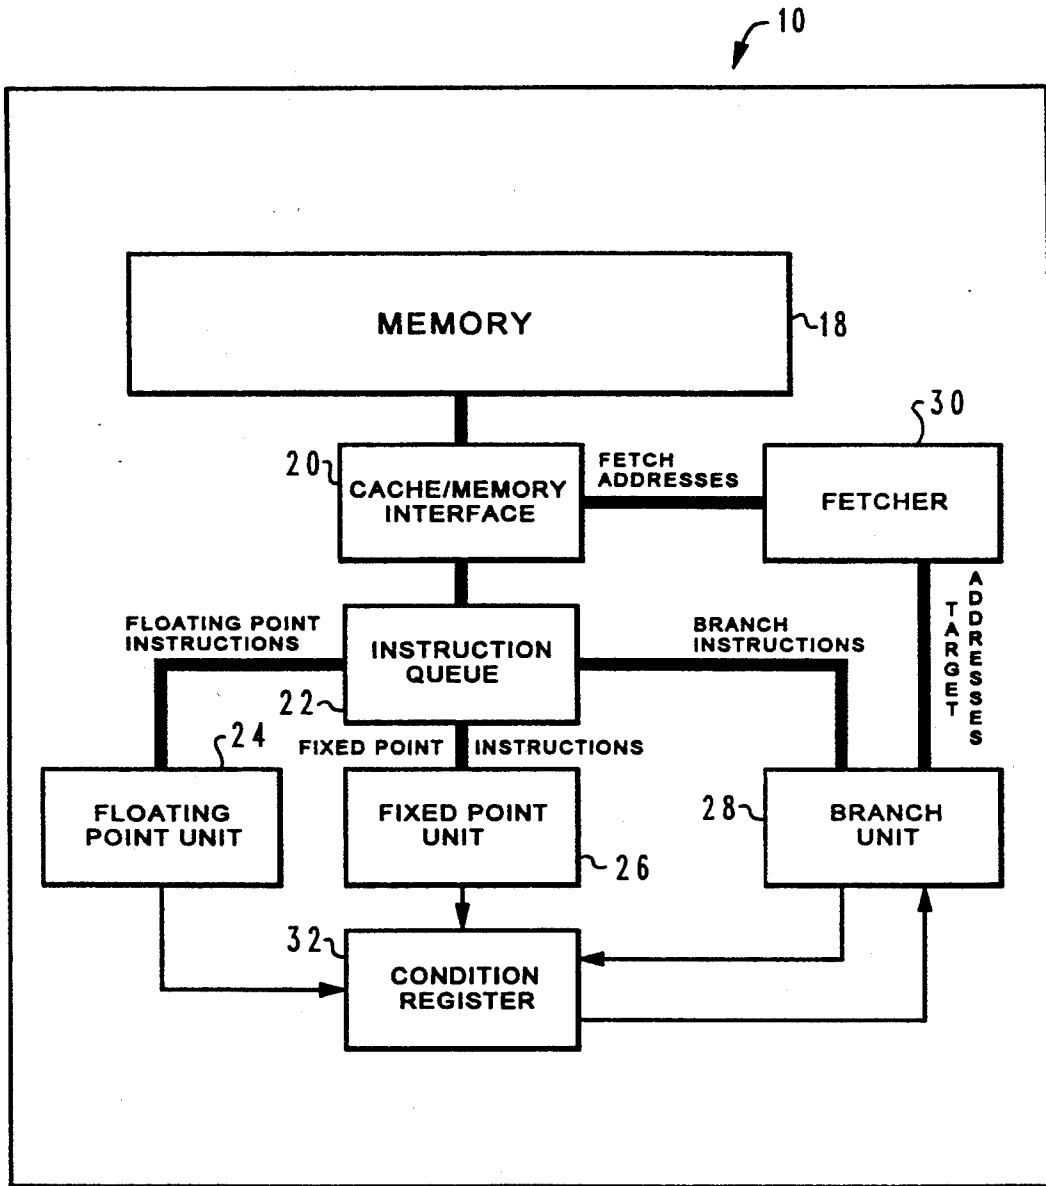 10
MEMORY
18
30
20
CACHE/MEMORY
INTERFACE
FETCH
ADDRESSES
FETCHER
FLOATING POINT
INSTRUCTIONS
INSTRUCTION
QUEUE
BRANCH
INSTRUCTIONS
TARGET
ADDRESSES
22
24
FIXED POINT INSTRUCTIONS
FLOATING
POINT UNIT
FIXED POINT
UNIT
26
28
BRANCH
UNIT
32
CONDITION
REGISTER